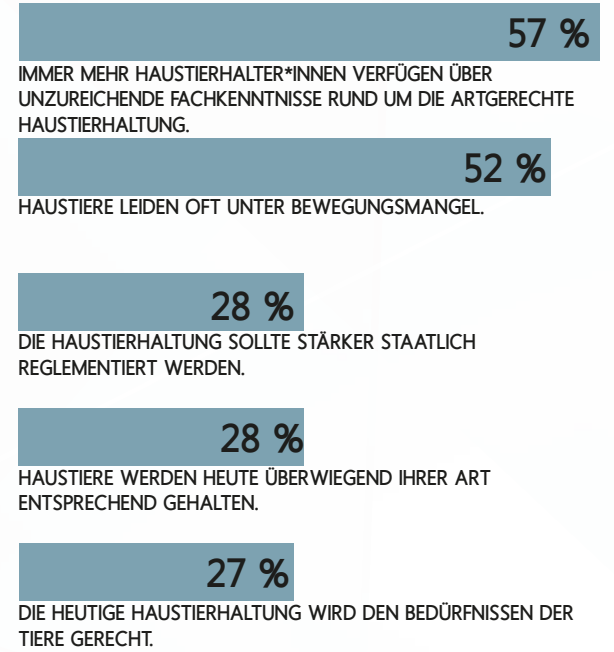 57 %
IMMER MEHR HAUSTIERHALTER*INNEN VERFÜGEN ÜBER
UNZUREICHENDE FACHKENNTNISSE RUND UM DIE ARTGERECHTE
HAUSTIERHALTUNG.
52 %
HAUSTIERE LEIDEN OFT UNTER BEWEGUNGSMANGEL.
28 %
DIE HAUSTIERHALTUNG SOLLTE STÄRKER STAATLICH
REGLEMENTIERT WERDEN.
28 %
HAUSTIERE WERDEN HEUTE ÜBERWIEGEND IHRER ART
ENTSPRECHEND GEHALTEN.
27 %
DIE HEUTIGE HAUSTIERHALTUNG WIRD DEN BEDÜRFNISSEN DER
TIERE GERECHT.